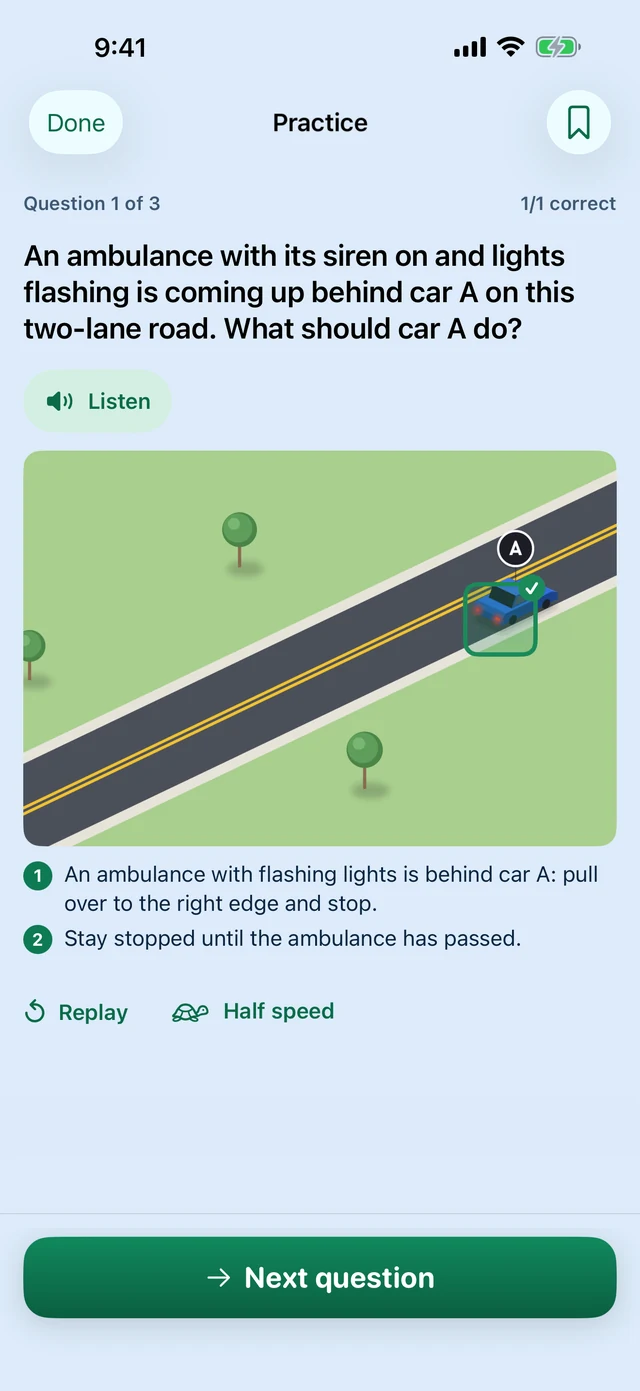 9:41
Done
Practice
Question 1 of 3
1/1 correct
An ambulance with its siren on and lights
flashing is coming up behind car A on this
two-lane road. What should car A do?
Listen
A
1 An ambulance with flashing lights is behind car A: pull
over to the right edge and stop.
2 Stay stopped until the ambulance has passed.
Replay
Half speed
Next question